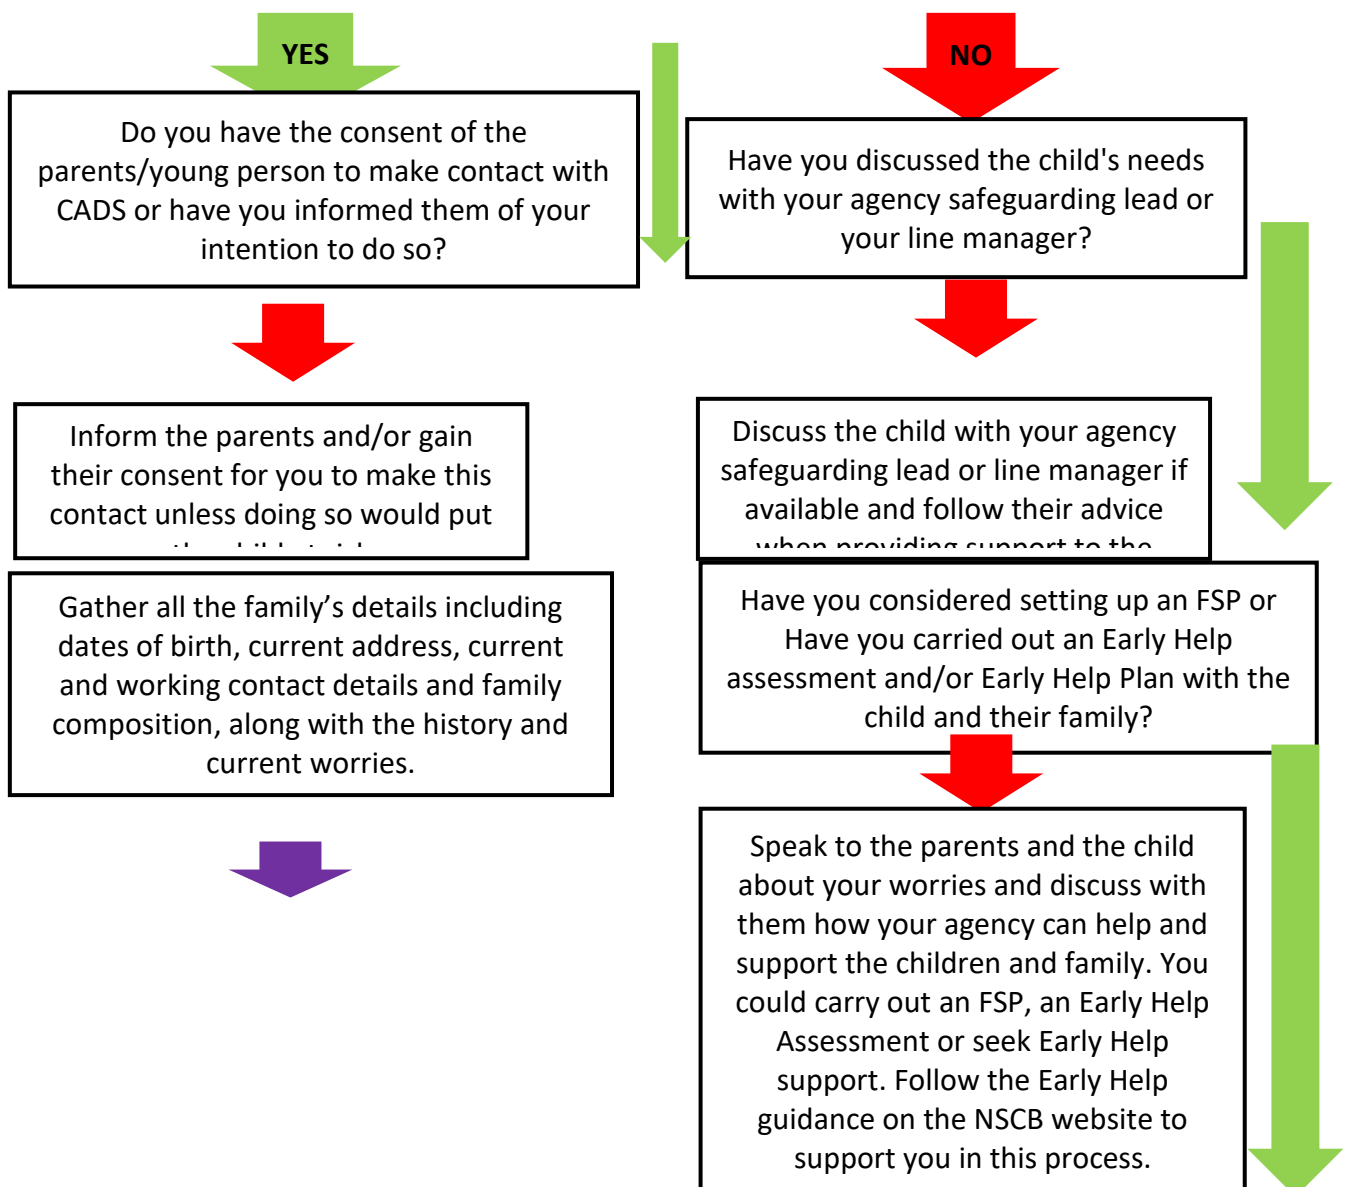 YES
Do you have the consent of the
parents/young person to make contact with
CADS or have you informed them of your
intention to do so?
Inform the parents and/or gain
their consent for you to make this
contact unless doing so would put
Gather all the family’s details including
dates of birth, current address, current
and working contact details and family
composition, along with the history and
current worries.
NO
Have you discussed the child's needs
with your agency safeguarding lead or
your line manager?
Discuss the child with your agency
safeguarding lead or line manager if
available and follow their advice
when providing support to the
Have you considered setting up an FSP or
Have you carried out an Early Help
assessment and/or Early Help Plan with the
child and their family?
Speak to the parents and the child
about your worries and discuss with
them how your agency can help and
support the children and family. You
could carry out an FSP, an Early Help
Assessment or seek Early Help
support. Follow the Early Help
guidance on the NSCB website to
support you in this process.